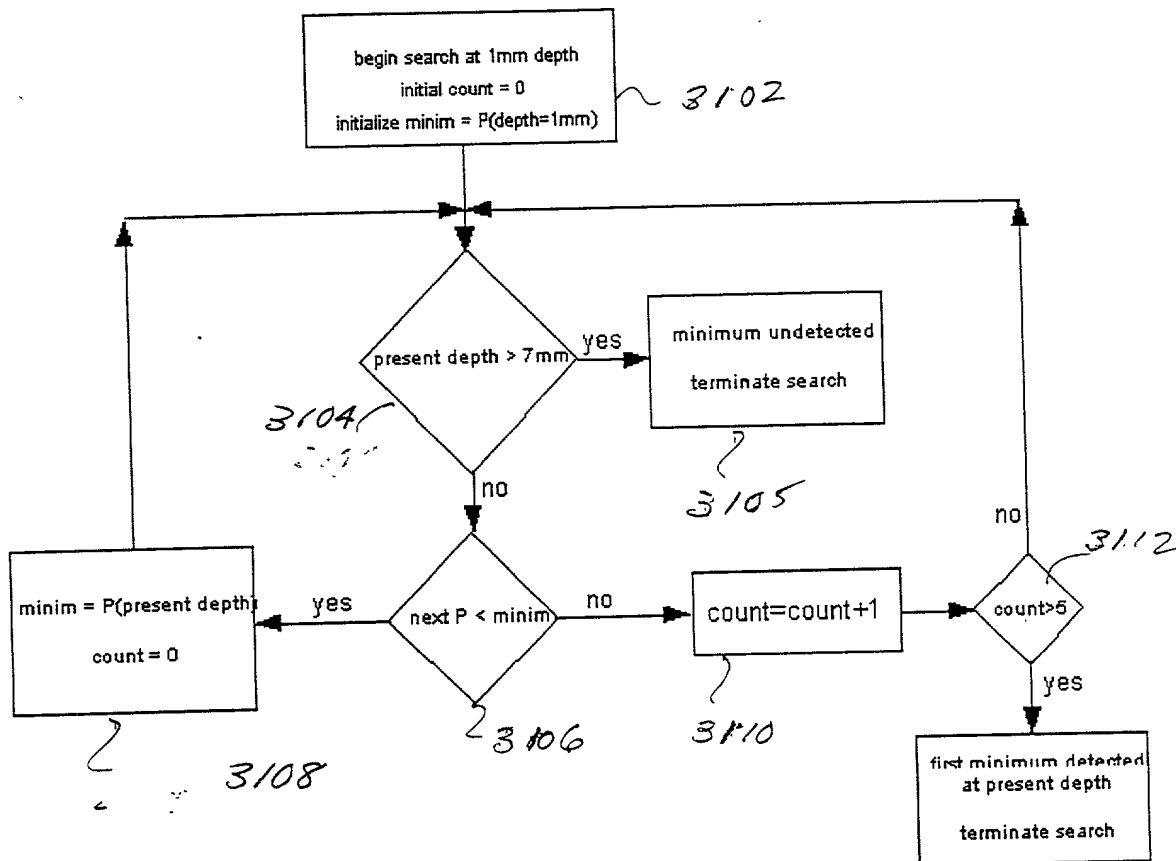 begin search at 1mm depth
initial count = 0
initialize minim = P(depth=1mm)
3102
present depth > 7mm
yes
minimum undetected
terminate search
3104
3105
no
no
3112
minim = P(present depth)
count = 0
yes
next P < minim
no
count=count+1
count>5
yes
3106
3110
3108
first minimum detected
at present depth
terminate search